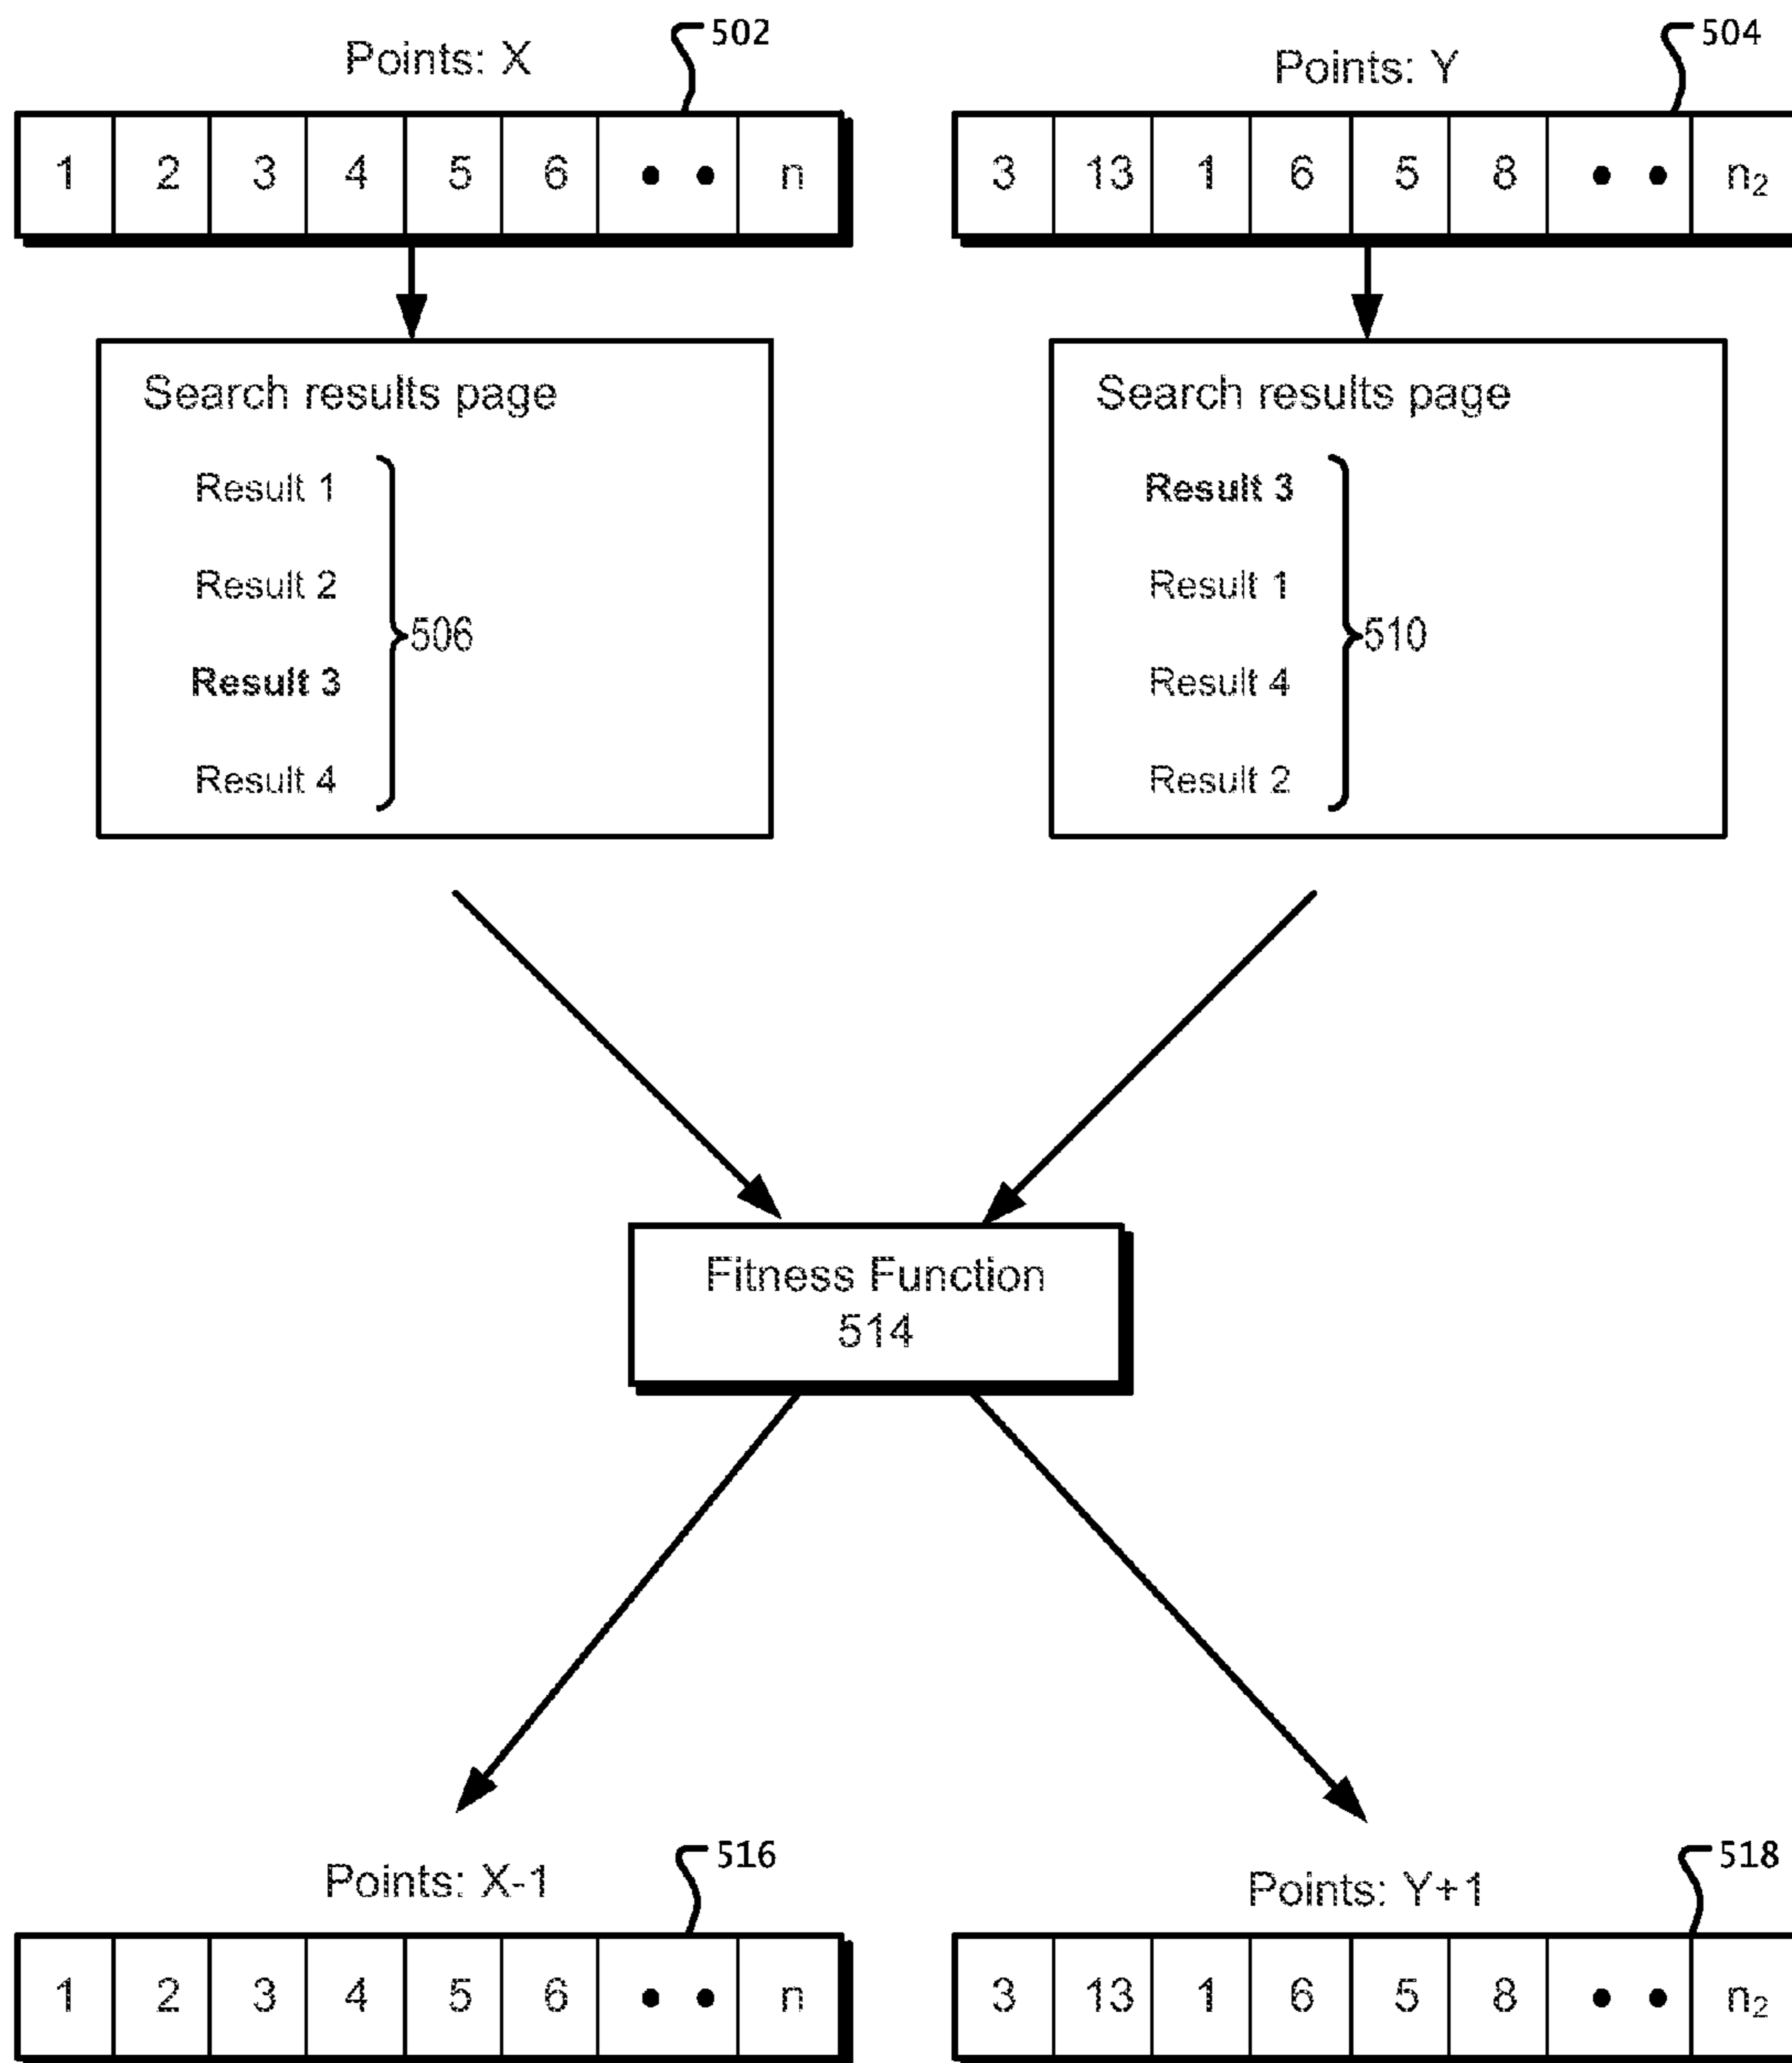 Points: X 502
1 2 3 4 5 6 • • n
Search results page
Result 1
Result 2
506
Result 3
Result 4
Points: Y 504
3 13 1 6 5 8 • • n₂
Search results page
Result 3
Result 1
510
Result 4
Result 2
Fitness Function
514
Points: X-1 516
1 2 3 4 5 6 • • n
Points: Y+1 518
3 13 1 6 5 8 • • n₂